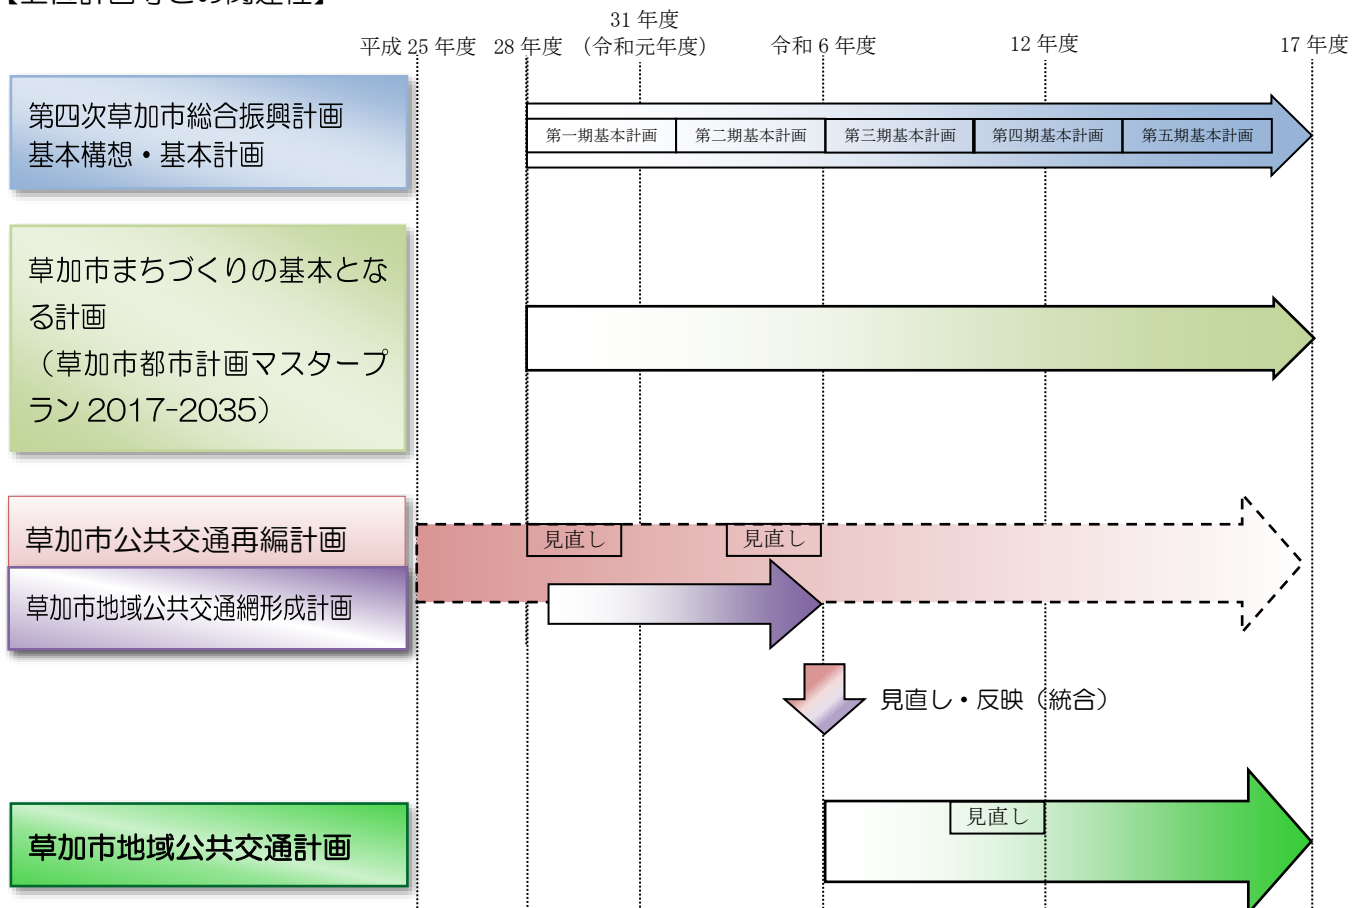 【上位計画等との関連性】
31 年度
平成 25 年度 28 年度 （令和元年度） 令和 6 年度 12 年度 17 年度
第四次草加市総合振興計画
基本構想・基本計画
第一期基本計画 第二期基本計画 第三期基本計画 第四期基本計画 第五期基本計画
草加市まちづくりの基本とな
る計画
（草加市都市計画マスタープ
ラン 2017-2035）
草加市公共交通再編計画
見直し 見直し
草加市地域公共交通網形成計画
見直し・反映（統合）
見直し
草加市地域公共交通計画